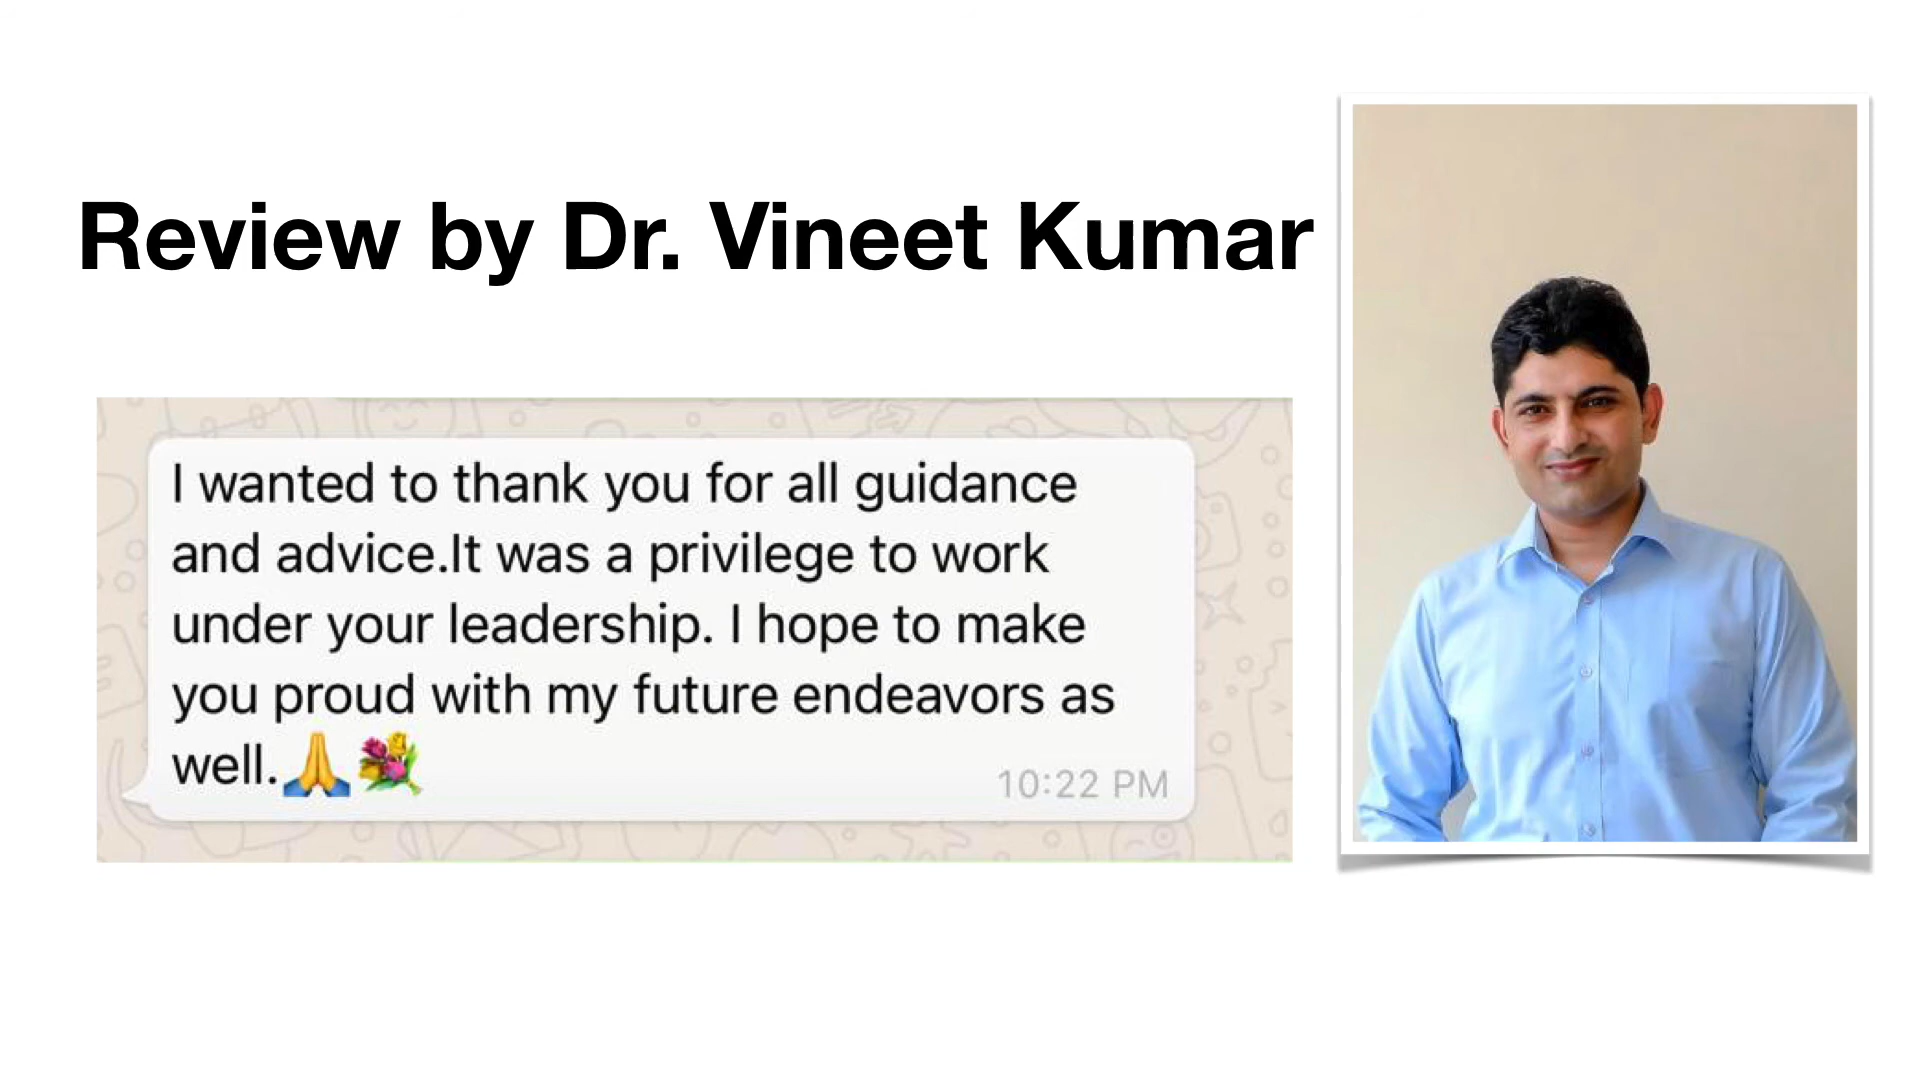 Review by Dr. Vineet Kumar
I wanted to thank you for all guidance
and advice.It was a privilege to work
under your leadership. I hope to make
you proud with my future endeavors as
well.🙏💐
10:22 PM